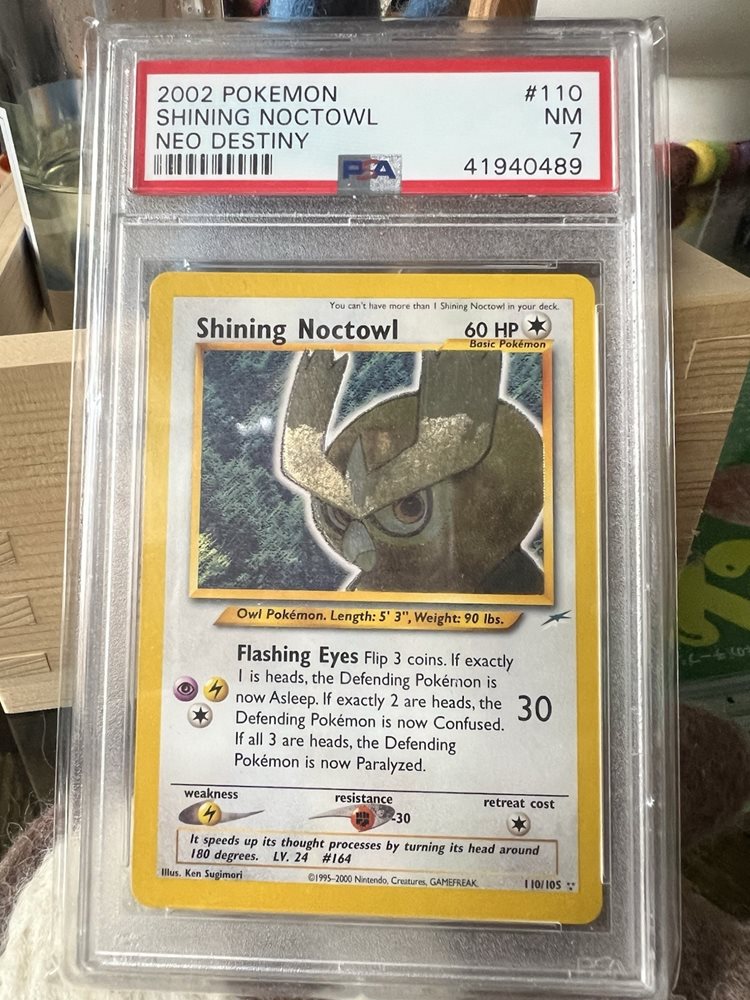 2002 POKEMON #110
SHINING NOCTOWL NM
NEO DESTINY 7
PSA 41940489
You can't have more than 1 Shining Noctowl in your deck.
Shining Noctowl 60 HP
Basic Pokémon
Owl Pokémon. Length: 5' 3", Weight: 90 lbs.
Flashing Eyes Flip 3 coins. If exactly
1 is heads, the Defending Pokémon is
now Asleep. If exactly 2 are heads, the
Defending Pokémon is now Confused. 30
If all 3 are heads, the Defending
Pokémon is now Paralyzed.
weakness resistance retreat cost
-30
It speeds up its thought processes by turning its head around
180 degrees. LV. 24 #164
Illus. Ken Sugimori ©1995-2000 Nintendo, Creatures, GAMEFREAK. 110/105
PSA